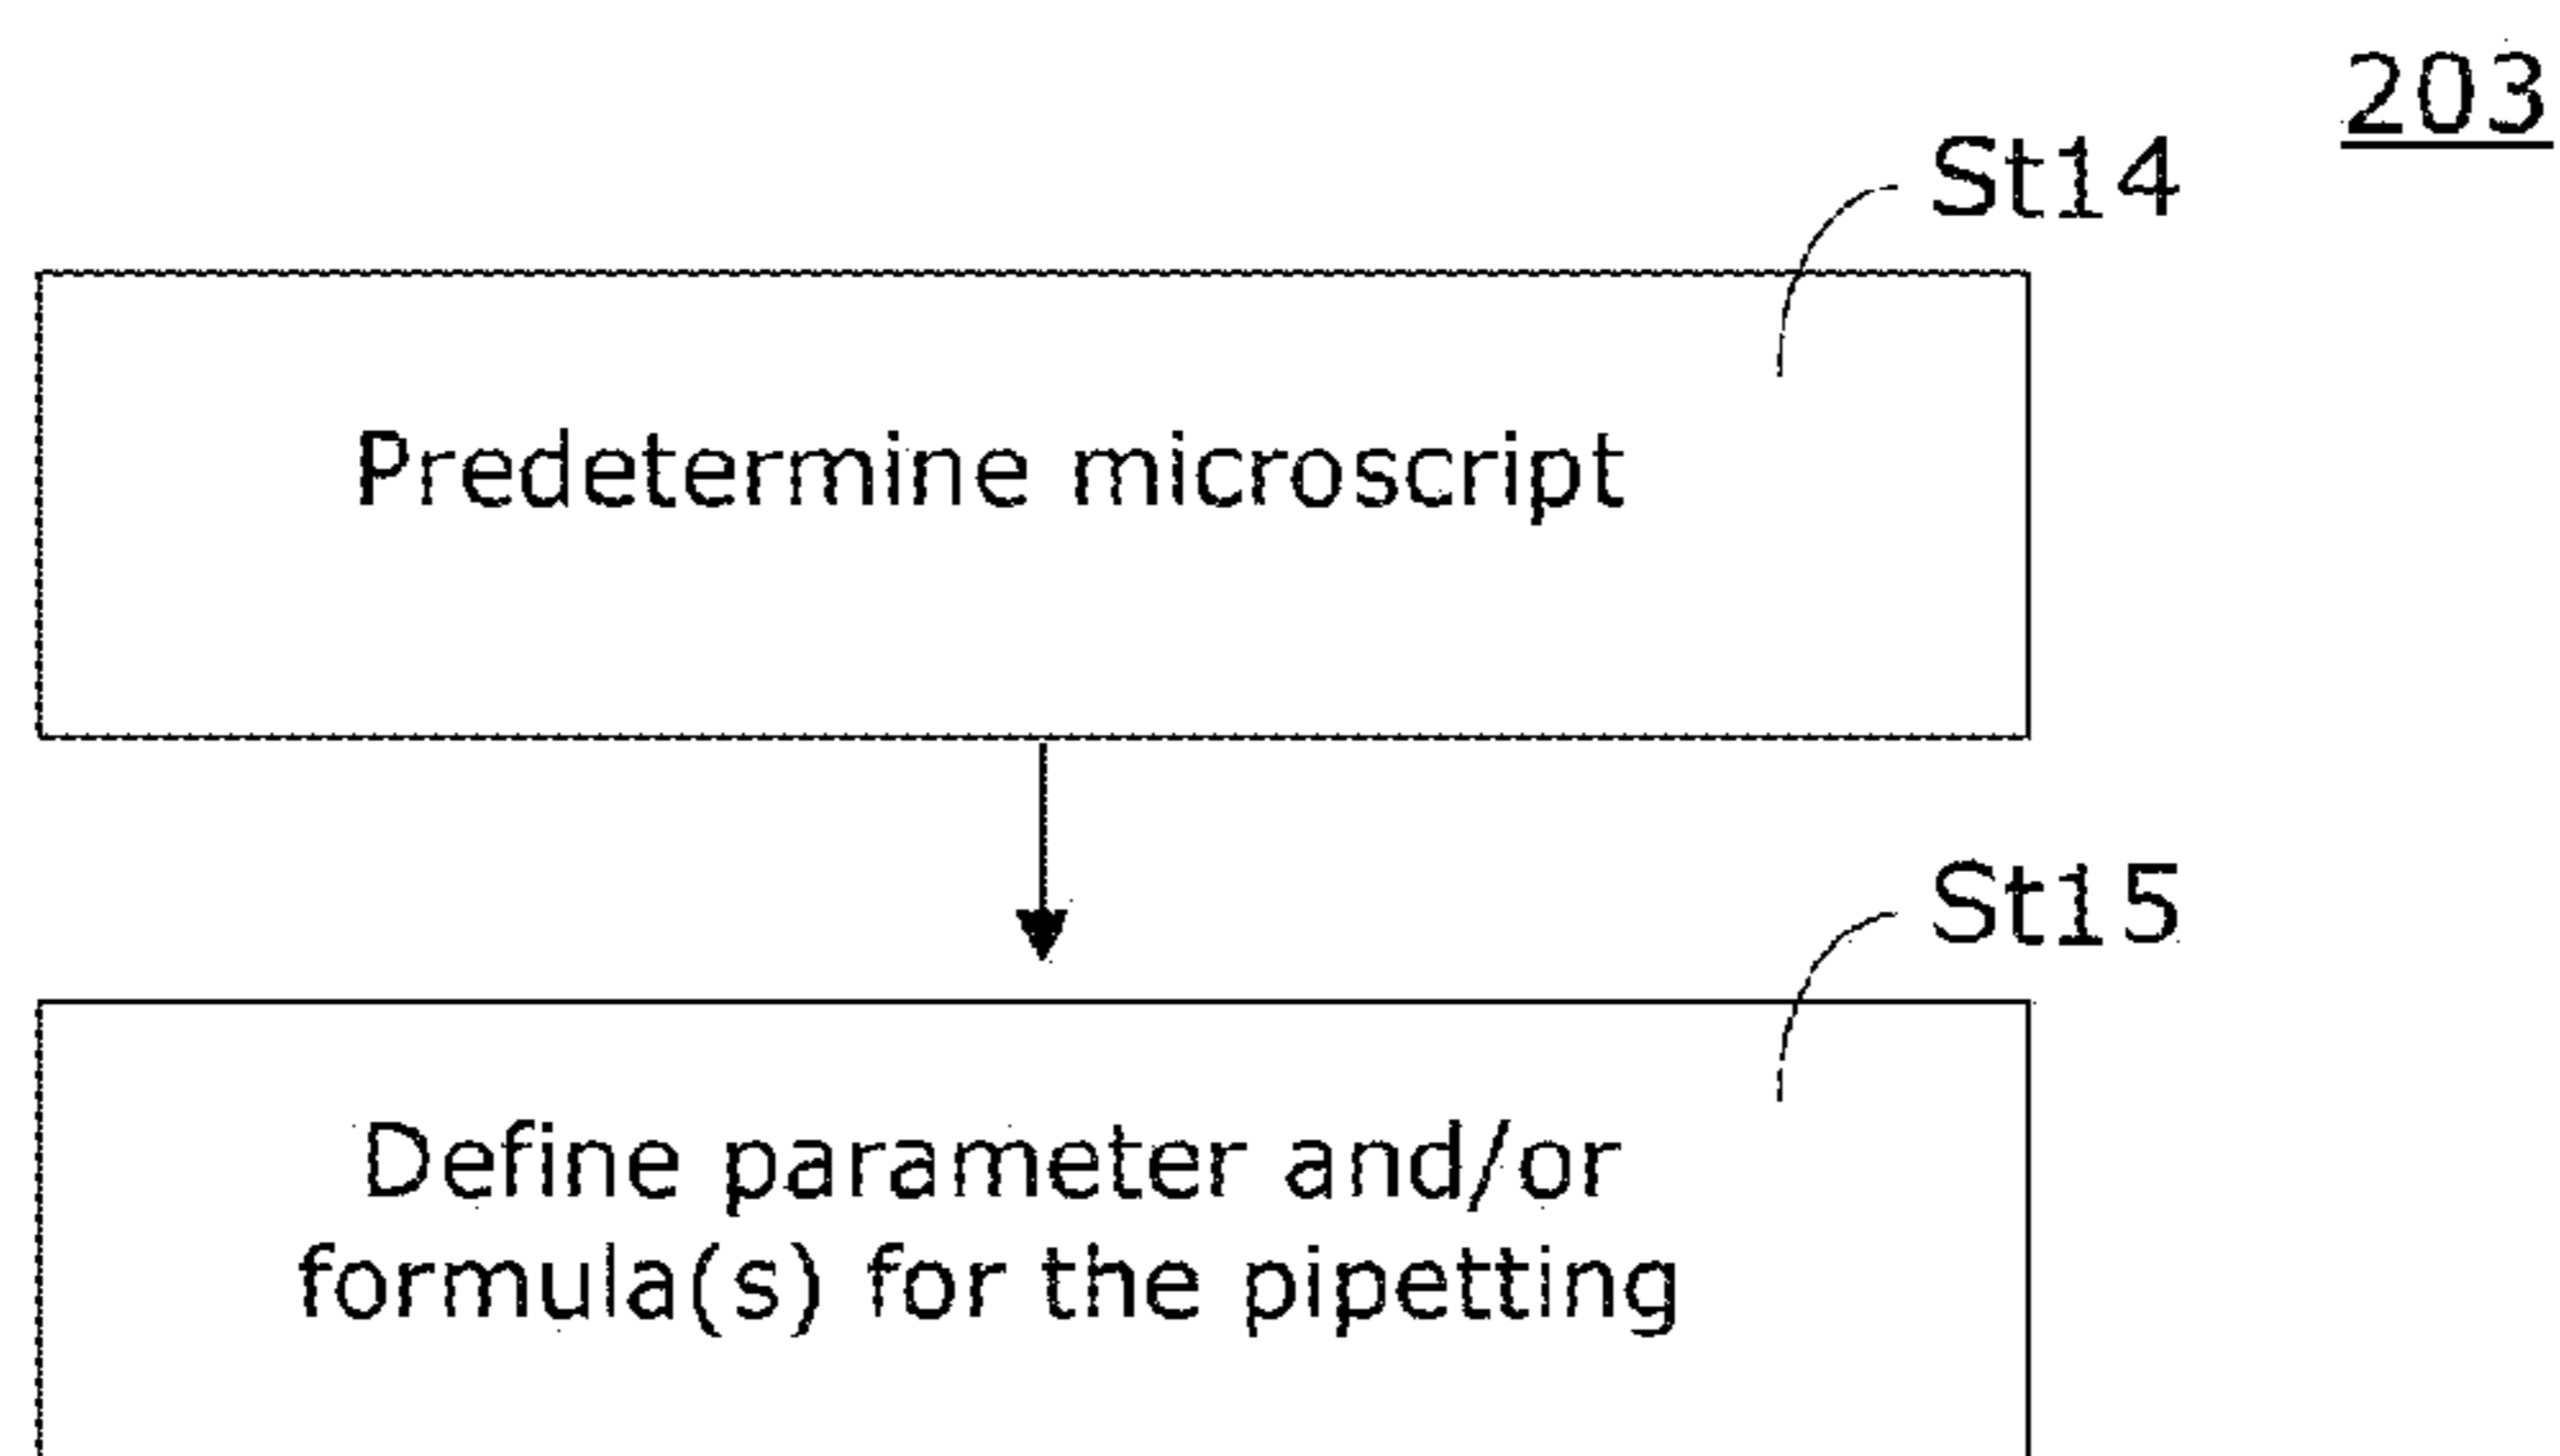 203
St14
Predetermine microscript
St15
Define parameter and/or
formula(s) for the pipetting